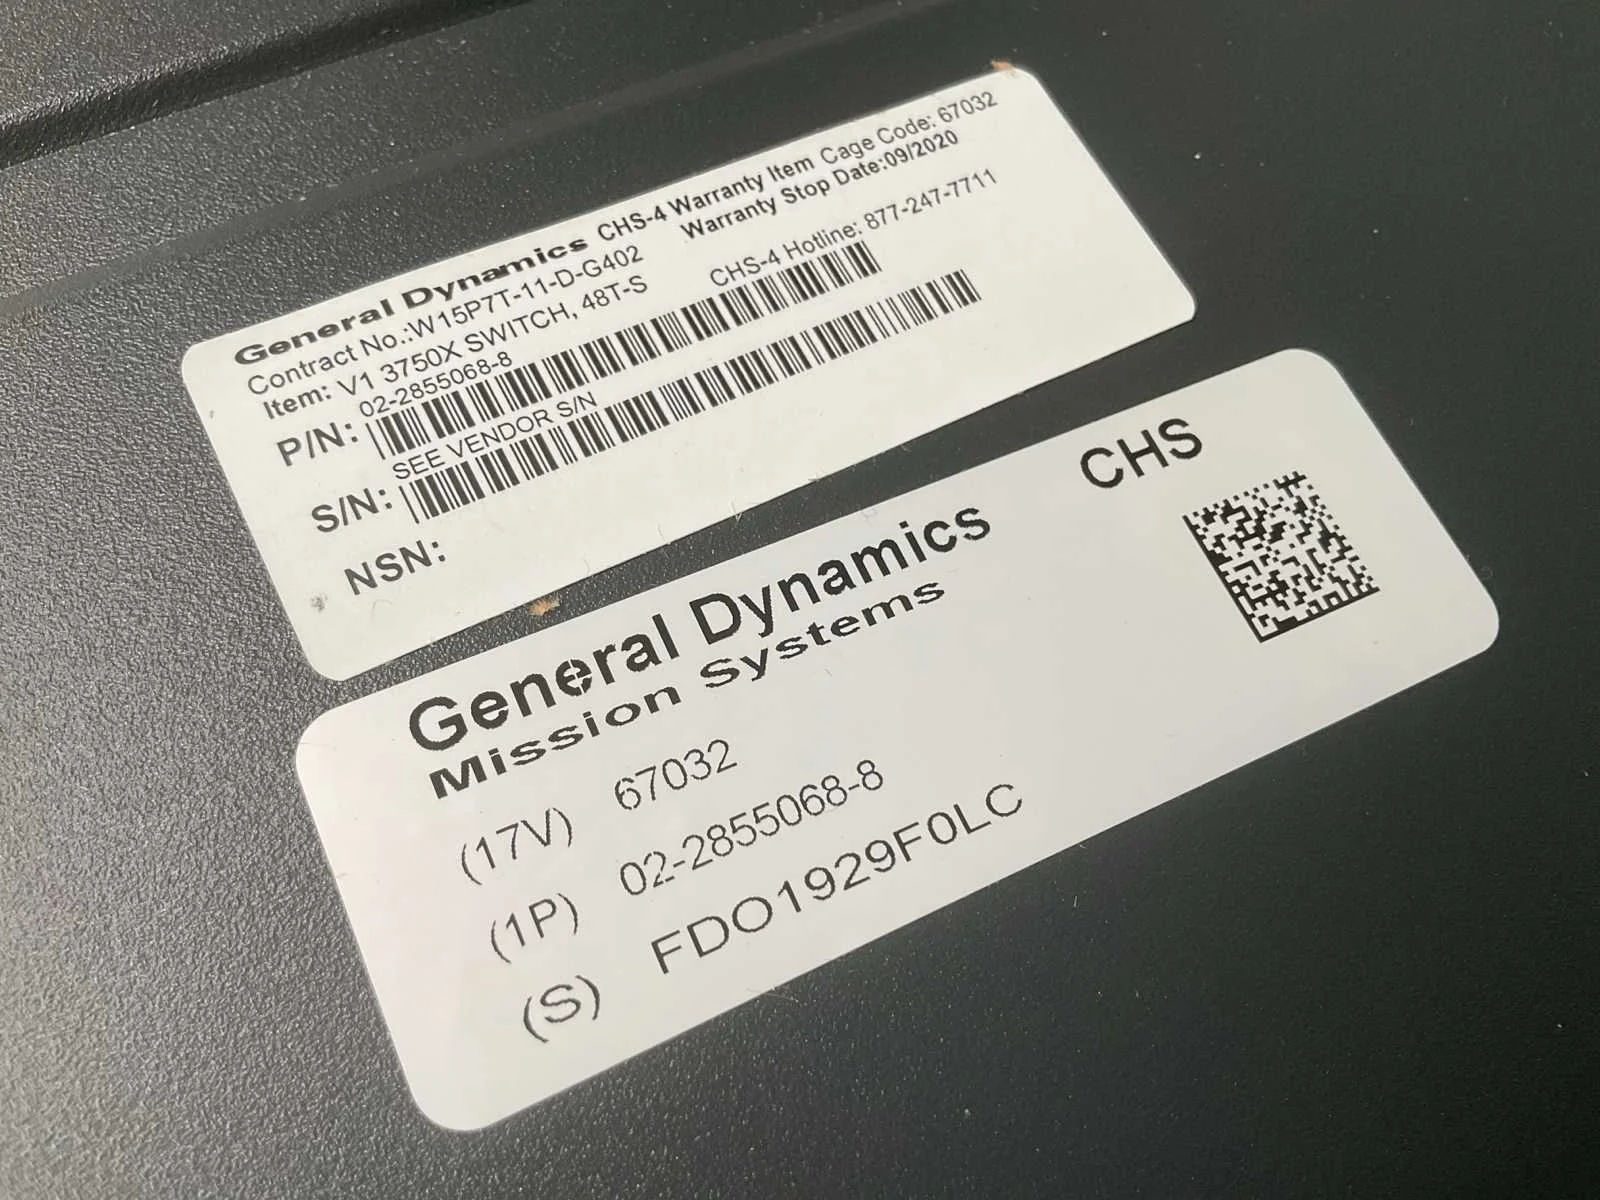 General Dynamics CHS-4 Warranty Item Cage Code: 67032
Contract No.:W15P7T-11-D-G402 Warranty Stop Date:09/2020
Item: V1 3750X SWITCH, 48T-S CHS-4 Hotline: 877-247-7711
P/N: 02-2855068-8
S/N: SEE VENDOR S/N
NSN:
General Dynamics CHS
Mission Systems
(17V) 67032
(1P) 02-2855068-8
(S) FDO1929F0LC